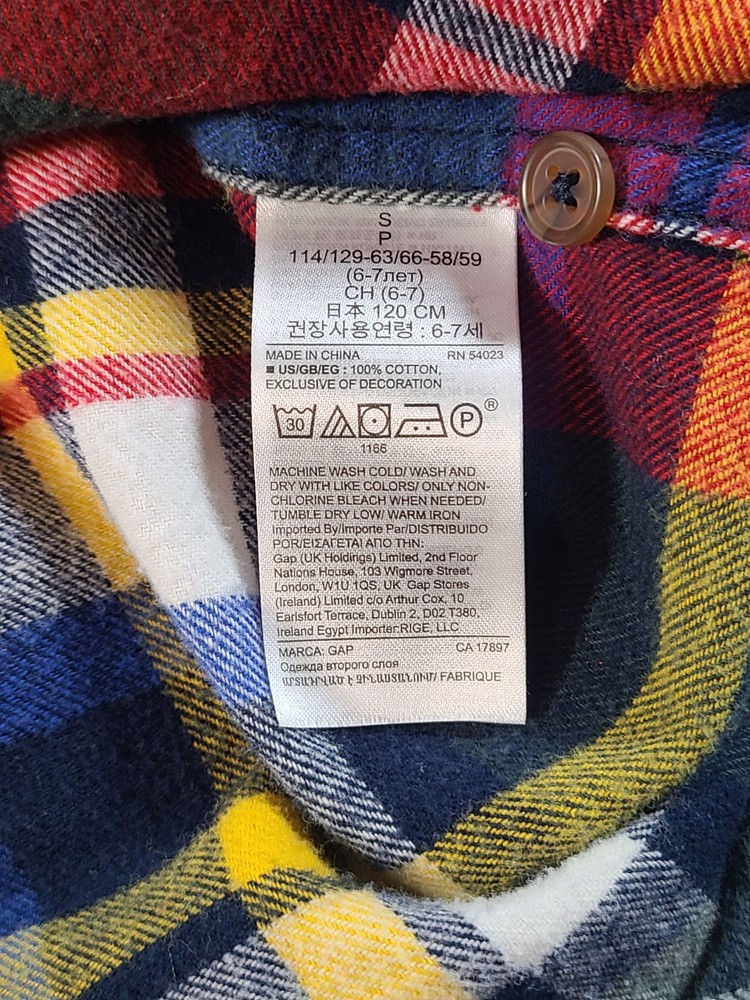 S
P
114/129-63/66-58/59
(6-7лет)
CH (6-7)
日本 120 CM
권장사용연령 : 6-7세
MADE IN CHINA RN 54023
■ US/GB/EG : 100% COTTON,
EXCLUSIVE OF DECORATION
30 P ®
1166
MACHINE WASH COLD/ WASH AND
DRY WITH LIKE COLORS/ ONLY NON-
CHLORINE BLEACH WHEN NEEDED/
TUMBLE DRY LOW/ WARM IRON
Imported By/Importe Par/DISTRIBUIDO
POR/ΕΙΣΑΓΕΤΑΙ ΑΠΟ ΤΗΝ:
Gap (UK Holdings) Limited, 2nd Floor
Nations House, 103 Wigmore Street,
London, W1U 1QS, UK Gap Stores
(Ireland) Limited c/o Arthur Cox, 10
Earlsfort Terrace, Dublin 2, D02 T380,
Ireland Egypt Importer:RIGE, LLC
MARCA: GAP CA 17897
Одежда второго слоя
ԱՐՏԱԴՐՎԱԾ Է ՉԻՆԱՍՏԱՆՈՒՄ/ FABRIQUE